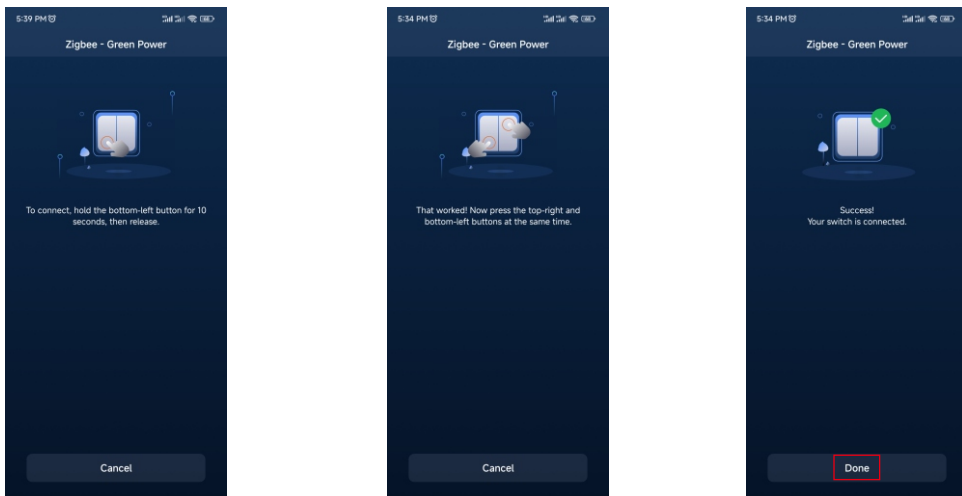 5:39 PM
Zigbee - Green Power
To connect, hold the bottom-left button for 10
seconds, then release.
Cancel
5:34 PM
Zigbee - Green Power
That worked! Now press the top-right and
bottom-left buttons at the same time.
Cancel
5:34 PM
Zigbee - Green Power
Success!
Your switch is connected.
Done